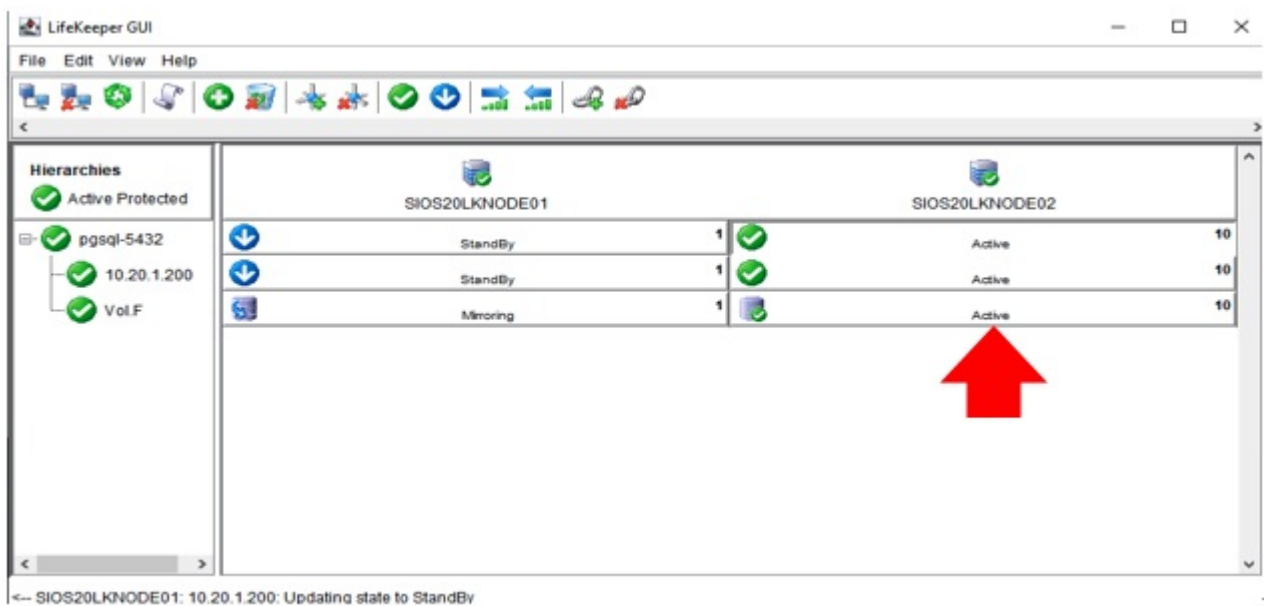 LifeKeeper GUI
File Edit View Help
Hierarchies
Active Protected
SIOS20LKNODE01
SIOS20LKNODE02
pgsql-5432
StandBy 1
Active 10
10.20.1.200
StandBy 1
Active 10
Vol.F
Mirroring 1
Active 10
<-- SIOS20LKNODE01: 10.20.1.200: Updating state to StandBy